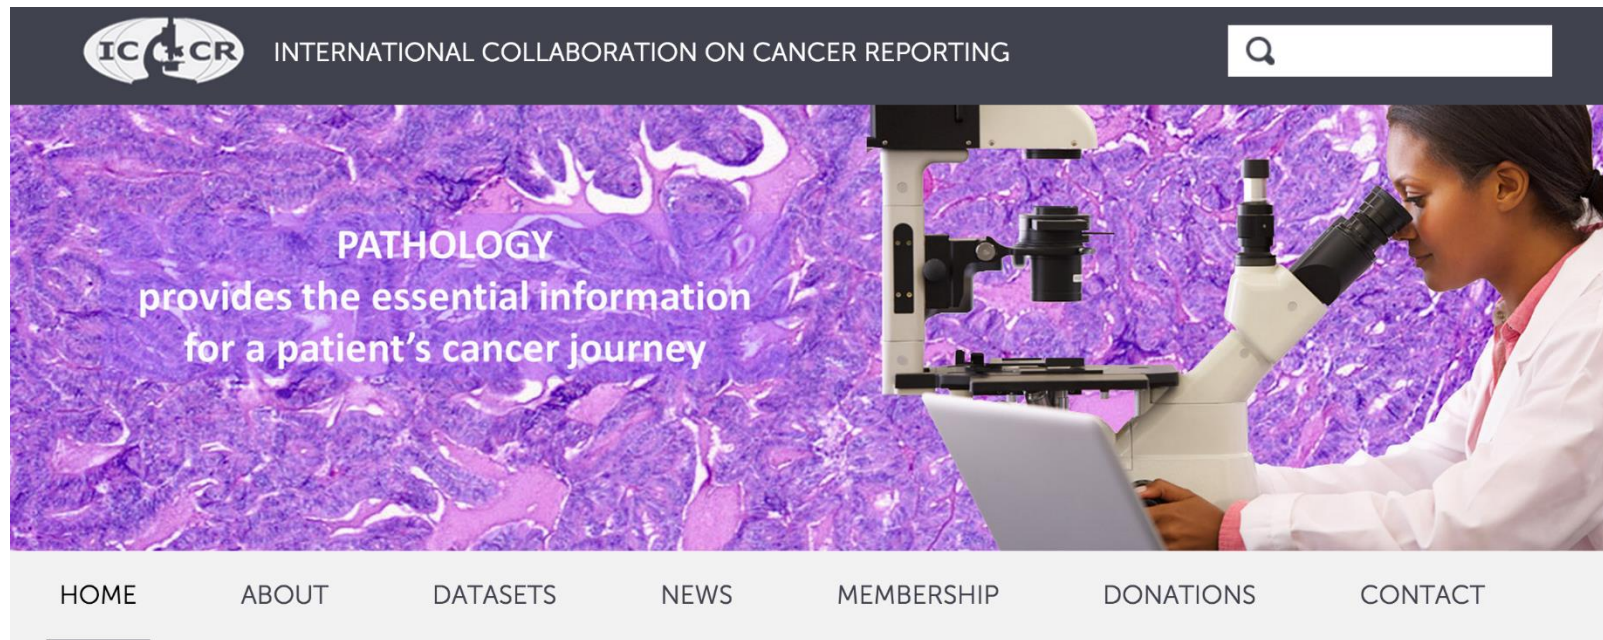 ICCR
INTERNATIONAL COLLABORATION ON CANCER REPORTING
PATHOLOGY
provides the essential information
for a patient’s cancer journey
HOME ABOUT DATASETS NEWS MEMBERSHIP DONATIONS CONTACT